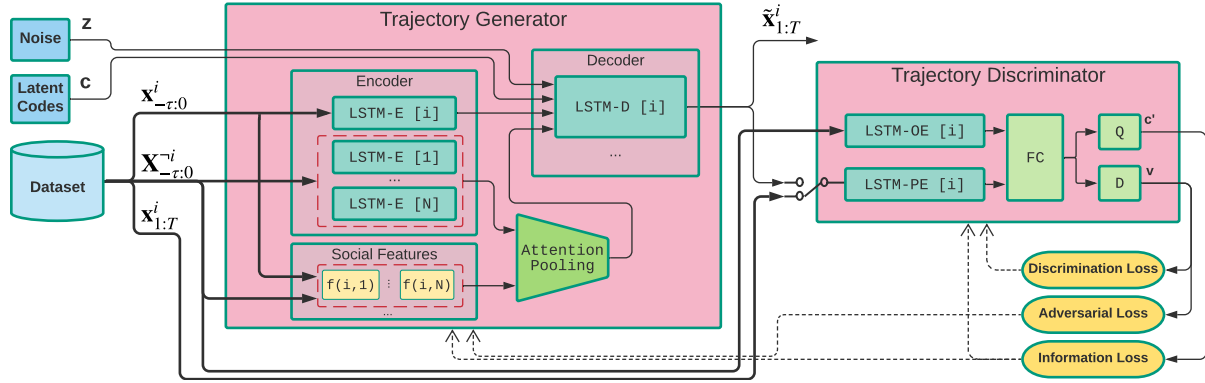 Noise
z
Latent
Codes
c
Dataset
x^i_{-τ:0}
X^{¬i}_{-τ:0}
x^i_{1:T}
Trajectory Generator
Encoder
LSTM-E [i]
LSTM-E [1]
...
LSTM-E [N]
Social Features
f(i,1)
...
f(i,N)
...
Attention
Pooling
Decoder
LSTM-D [i]
...
x̃^i_{1:T}
Trajectory Discriminator
LSTM-OE [i]
LSTM-PE [i]
FC
Q
c'
D
v
Discrimination Loss
Adversarial Loss
Information Loss